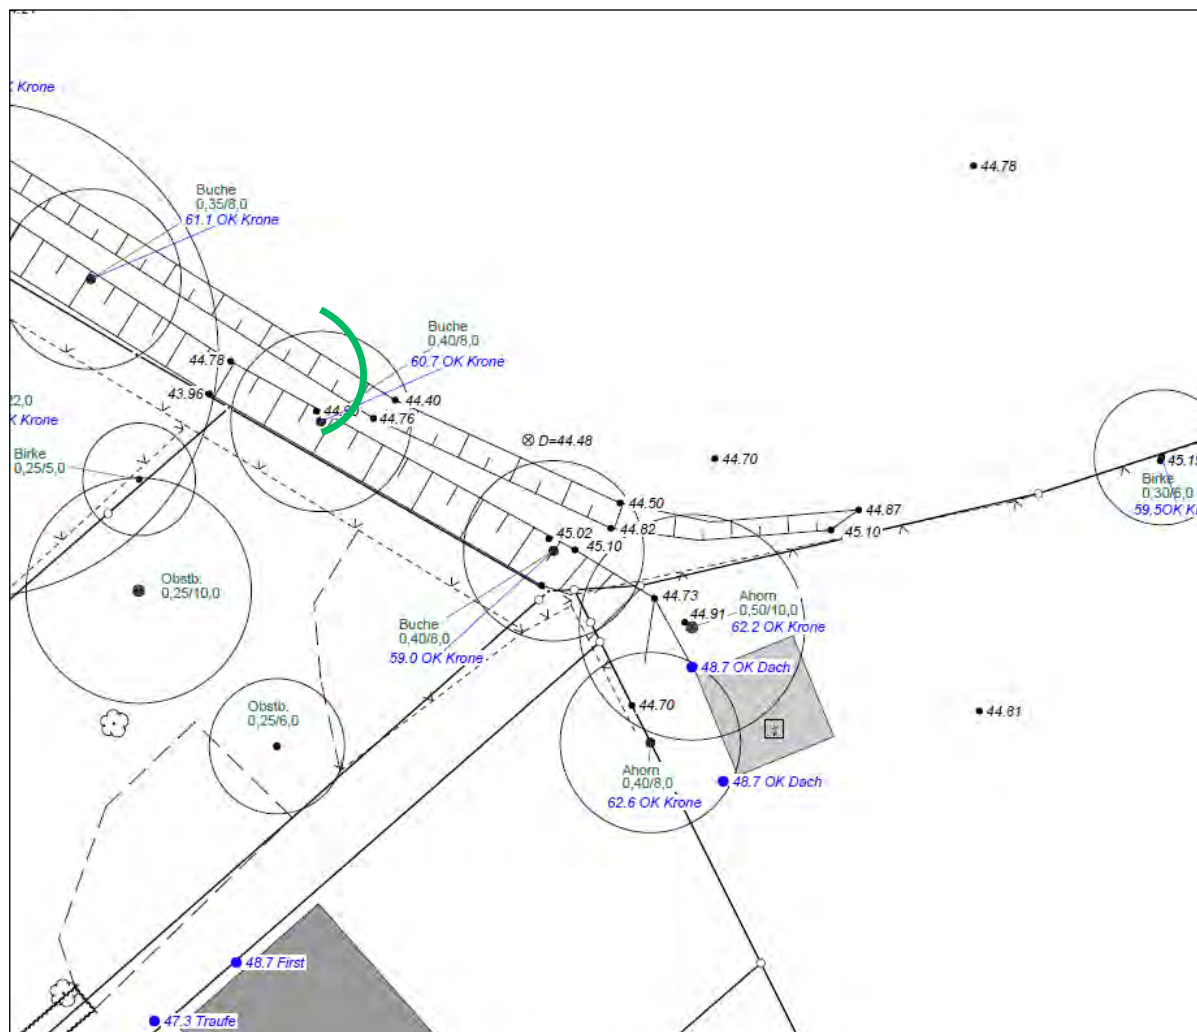 Krone
44.78
Buche
0,35/8,0
61.1 OK Krone
Buche
0,40/8,0
60.7 OK Krone
44.78
43.96
44.40
44.76
22,0
Krone
D=44.48
44.70
45.15
Birke
0,25/5,0
Birke
0,30/6,0
59.5OK K
44.50
44.87
44.82
45.10
45.02
45.10
Obstb.
0,25/10,0
44.73
Ahorn
0,50/10,0
44.91
62.2 OK Krone
Buche
0,40/8,0
59.0 OK Krone
48.7 OK Dach
Obstb.
0,25/6,0
44.70
44.81
Ahorn
0,40/8,0
62.6 OK Krone
48.7 OK Dach
48.7 First
47.3 Traufe